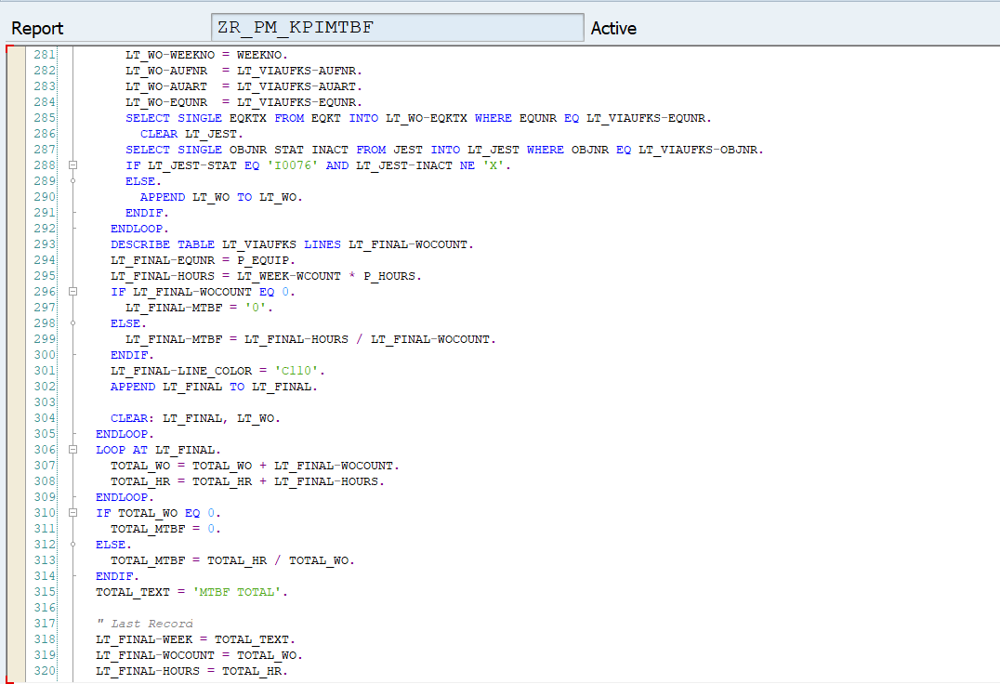 Report ZR_PM_KPIMTBF Active
281 LT_WO-WEEKNO = WEEKNO.
282 LT_WO-AUFNR  = LT_VIAUFKS-AUFNR.
283 LT_WO-AUART  = LT_VIAUFKS-AUART.
284 LT_WO-EQUNR  = LT_VIAUFKS-EQUNR.
285 SELECT SINGLE EQKTX FROM EQKT INTO LT_WO-EQKTX WHERE EQUNR EQ LT_VIAUFKS-EQUNR.
286 CLEAR LT_JEST.
287 SELECT SINGLE OBJNR STAT INACT FROM JEST INTO LT_JEST WHERE OBJNR EQ LT_VIAUFKS-OBJNR.
288 IF LT_JEST-STAT EQ 'I0076' AND LT_JEST-INACT NE 'X'.
289 ELSE.
290 APPEND LT_WO TO LT_WO.
291 ENDIF.
292 ENDLOOP.
293 DESCRIBE TABLE LT_VIAUFKS LINES LT_FINAL-WOCOUNT.
294 LT_FINAL-EQUNR = P_EQUIP.
295 LT_FINAL-HOURS = LT_WEEK-WCOUNT * P_HOURS.
296 IF LT_FINAL-WOCOUNT EQ 0.
297 LT_FINAL-MTBF = '0'.
298 ELSE.
299 LT_FINAL-MTBF = LT_FINAL-HOURS / LT_FINAL-WOCOUNT.
300 ENDIF.
301 LT_FINAL-LINE_COLOR = 'C110'.
302 APPEND LT_FINAL TO LT_FINAL.
303
304 CLEAR: LT_FINAL, LT_WO.
305 ENDLOOP.
306 LOOP AT LT_FINAL.
307 TOTAL_WO = TOTAL_WO + LT_FINAL-WOCOUNT.
308 TOTAL_HR = TOTAL_HR + LT_FINAL-HOURS.
309 ENDLOOP.
310 IF TOTAL_WO EQ 0.
311 TOTAL_MTBF = 0.
312 ELSE.
313 TOTAL_MTBF = TOTAL_HR / TOTAL_WO.
314 ENDIF.
315 TOTAL_TEXT = 'MTBF TOTAL'.
316
317 " Last Record
318 LT_FINAL-WEEK = TOTAL_TEXT.
319 LT_FINAL-WOCOUNT = TOTAL_WO.
320 LT_FINAL-HOURS = TOTAL_HR.